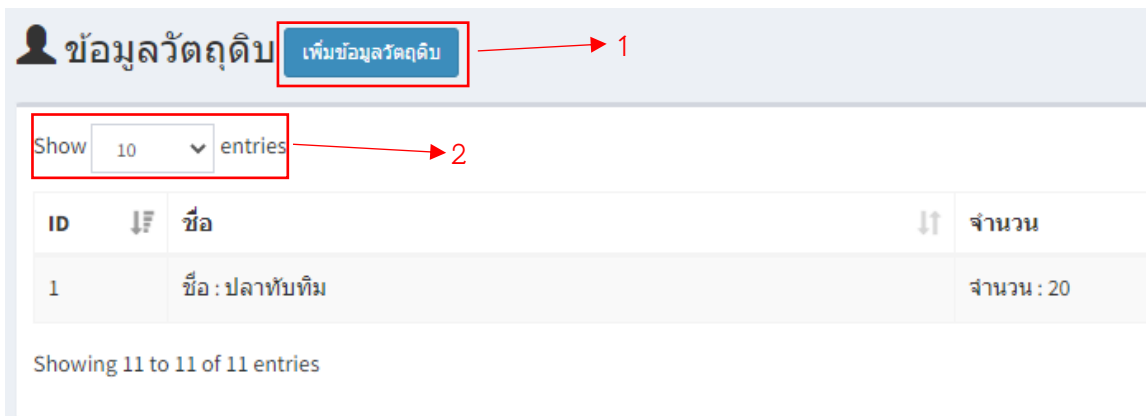 ข้อมูลวัตถุดิบ เพิ่มข้อมูลวัตถุดิบ 1
Show 10 entries 2
ID ชื่อ จำนวน
1 ชื่อ : ปลาทับทิม จำนวน : 20
Showing 11 to 11 of 11 entries